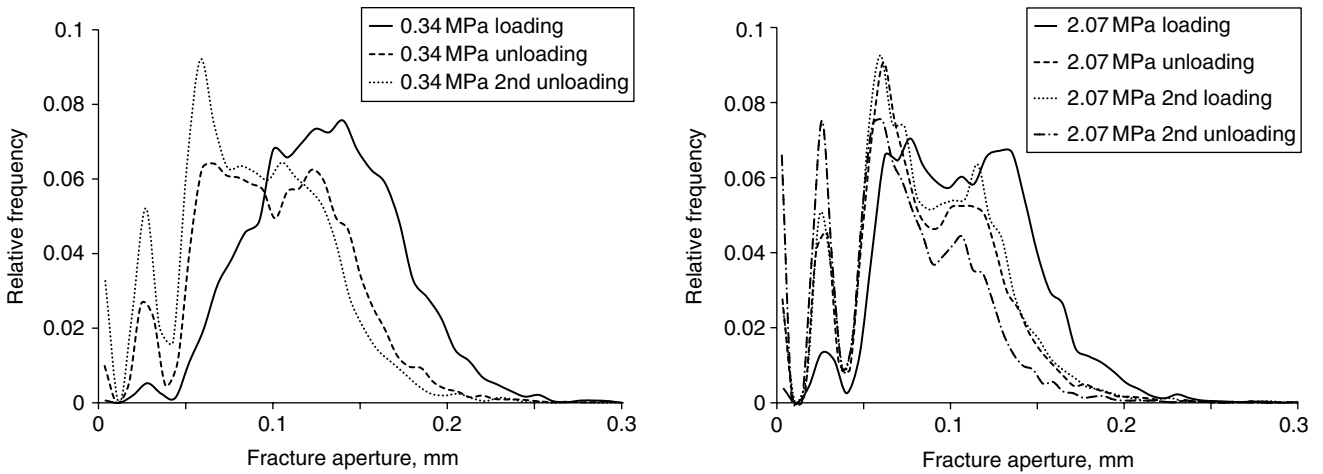 0.34 MPa loading
0.34 MPa unloading
0.34 MPa 2nd unloading
0.1
0.08
0.06
0.04
0.02
0
Relative frequency
0
0.1
0.2
0.3
Fracture aperture, mm
2.07 MPa loading
2.07 MPa unloading
2.07 MPa 2nd loading
2.07 MPa 2nd unloading
0.1
0.08
0.06
0.04
0.02
0
Relative frequency
0
0.1
0.2
0.3
Fracture aperture, mm